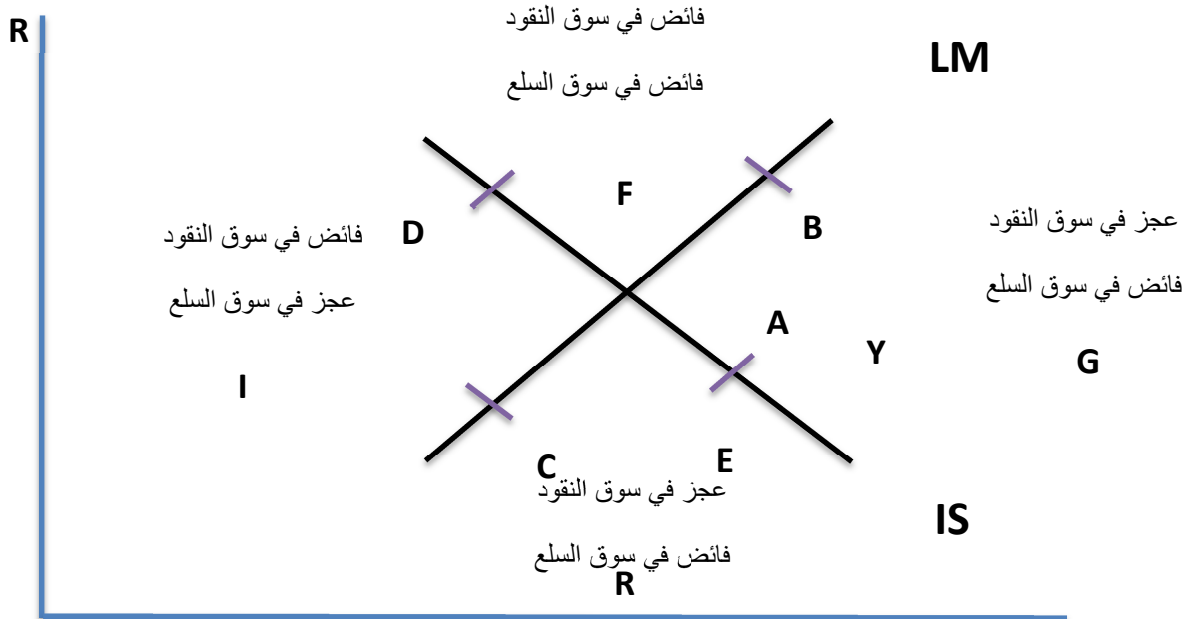 R
فائض في سوق النقود
فائض في سوق السلع
LM
F
B
D
فائض في سوق النقود
عجز في سوق السلع
عجز في سوق النقود
فائض في سوق السلع
A
Y
G
I
C
E
عجز في سوق النقود
فائض في سوق السلع
IS
R